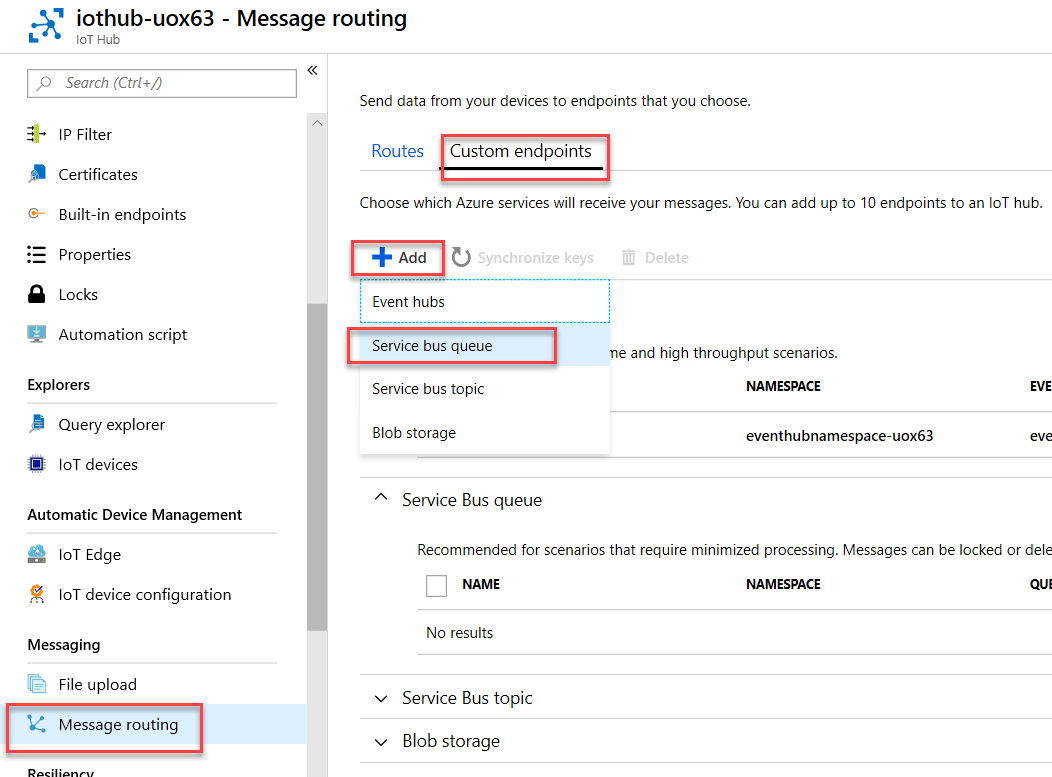 iothub-uox63 - Message routing
IoT Hub
Search (Ctrl+/)
«
IP Filter
Certificates
Built-in endpoints
Properties
Locks
Automation script
Explorers
Query explorer
IoT devices
Automatic Device Management
IoT Edge
IoT device configuration
Messaging
File upload
Message routing
Resiliency
Send data from your devices to endpoints that you choose.
Routes Custom endpoints
Choose which Azure services will receive your messages. You can add up to 10 endpoints to an IoT hub.
Add Synchronize keys Delete
Event hubs
Service bus queue
Service bus topic
Blob storage
me and high throughput scenarios.
NAMESPACE EVE
eventhubnamespace-uox63 eve
Service Bus queue
Recommended for scenarios that require minimized processing. Messages can be locked or dele
NAME NAMESPACE QUE
No results
Service Bus topic
Blob storage